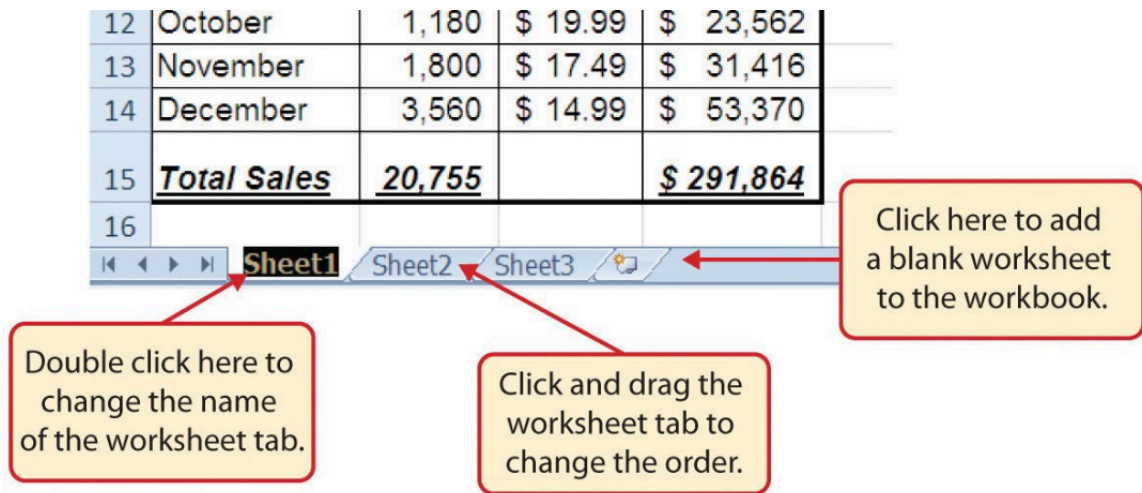 12 October 1,180 $ 19.99 $ 23,562
13 November 1,800 $ 17.49 $ 31,416
14 December 3,560 $ 14.99 $ 53,370
15 Total Sales 20,755 $ 291,864
16
Sheet1 Sheet2 Sheet3
Click here to add
a blank worksheet
to the workbook.
Double click here to
change the name
of the worksheet tab.
Click and drag the
worksheet tab to
change the order.